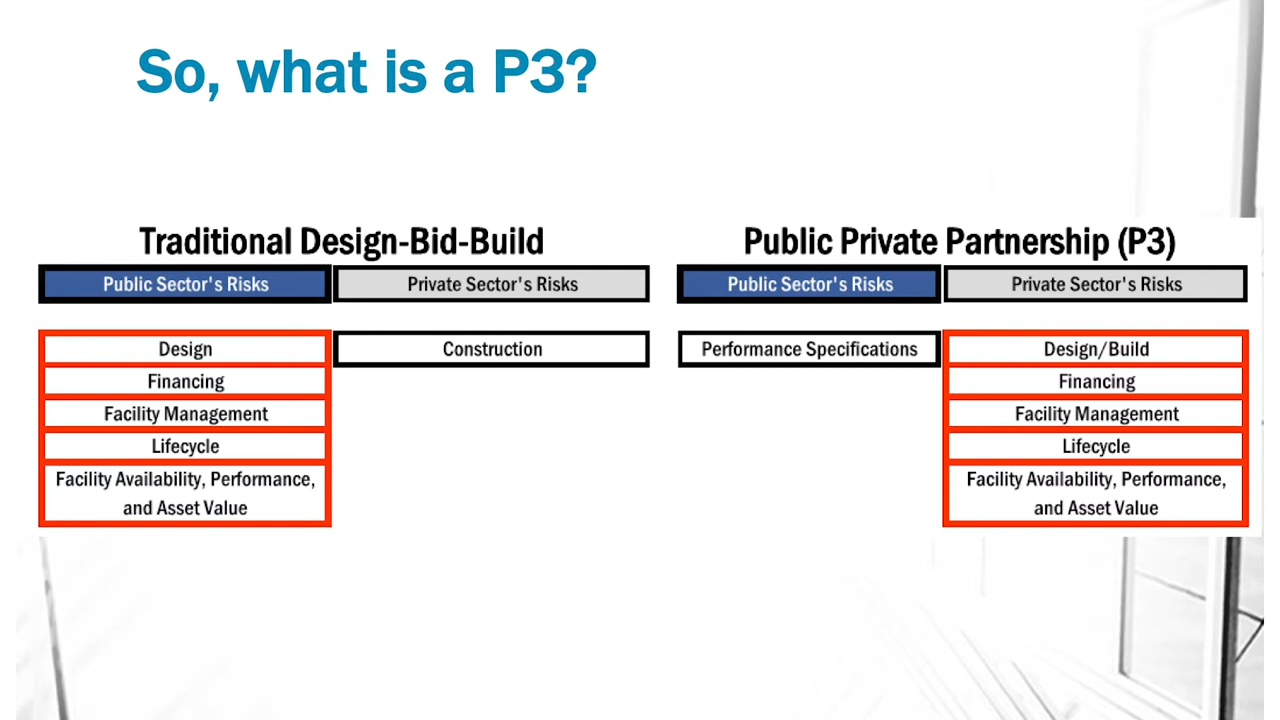 So, what is a P3?
Traditional Design-Bid-Build
Public Sector's Risks
Private Sector's Risks
Design
Construction
Financing
Facility Management
Lifecycle
Facility Availability, Performance,
and Asset Value
Public Private Partnership (P3)
Public Sector's Risks
Private Sector's Risks
Performance Specifications
Design/Build
Financing
Facility Management
Lifecycle
Facility Availability, Performance,
and Asset Value